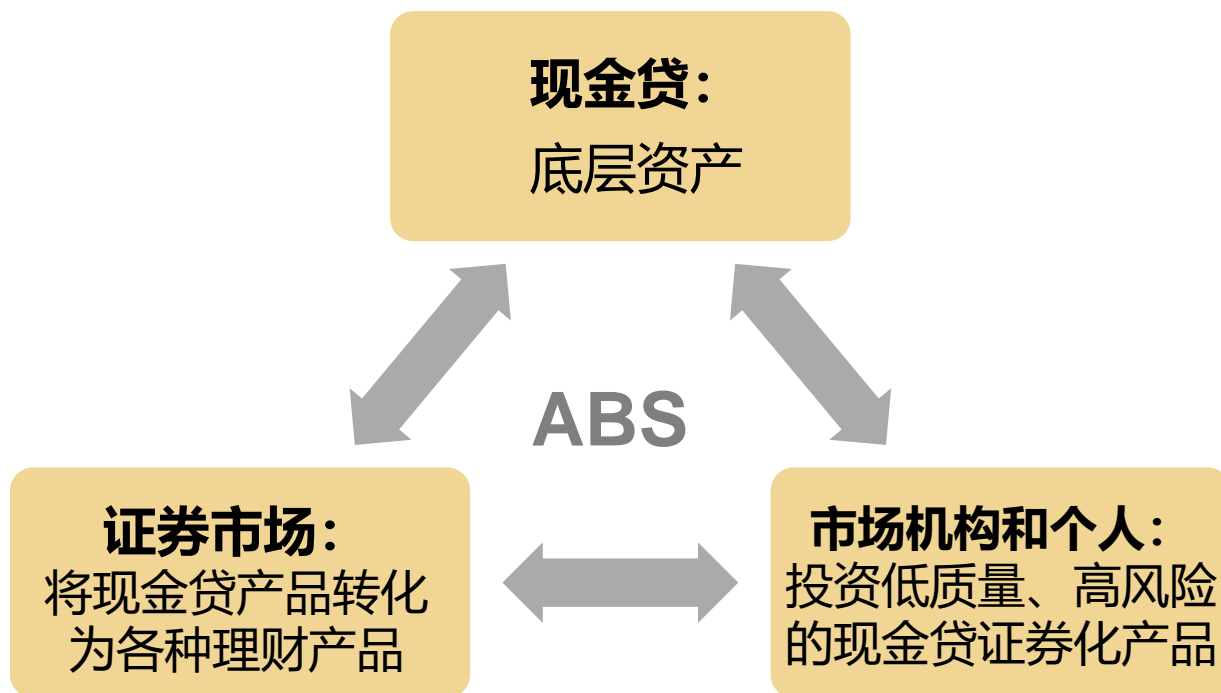 现金贷：
底层资产
ABS
证券市场：
将现金贷产品转化
为各种理财产品
市场机构和个人：
投资低质量、高风险
的现金贷证券化产品